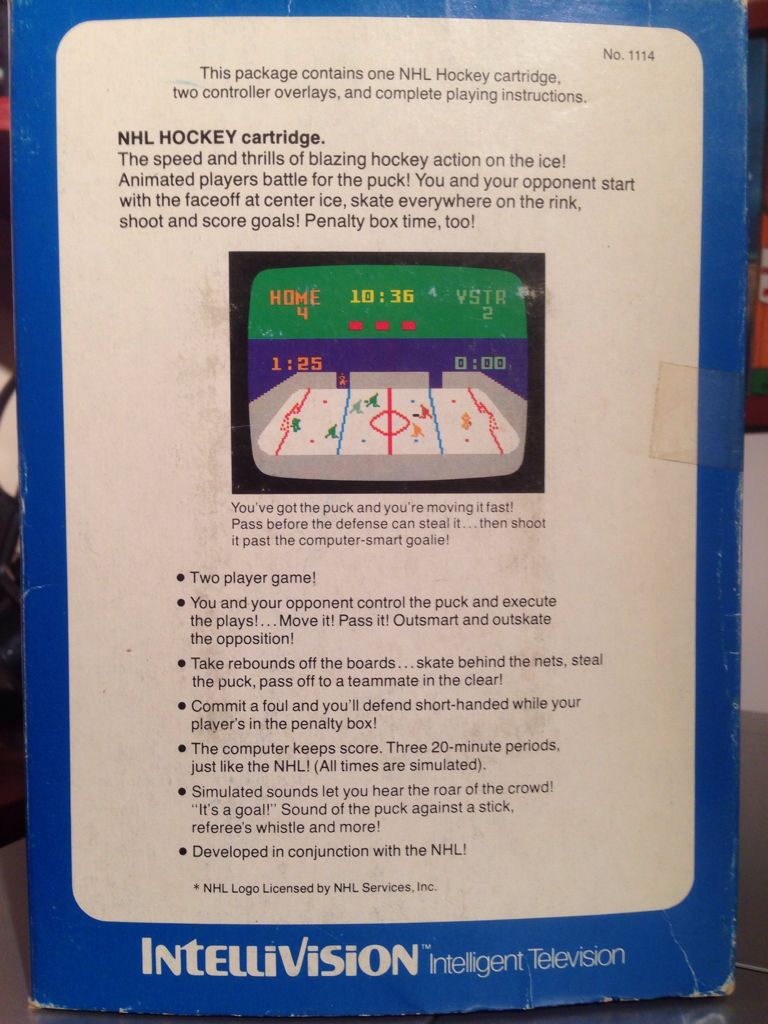 No. 1114
This package contains one NHL Hockey cartridge,
two controller overlays, and complete playing instructions.
NHL HOCKEY cartridge.
The speed and thrills of blazing hockey action on the ice!
Animated players battle for the puck! You and your opponent start
with the faceoff at center ice, skate everywhere on the rink,
shoot and score goals! Penalty box time, too!
HOME 10:36 VSTR
4 2
1:25 0:00
You've got the puck and you're moving it fast!
Pass before the defense can steal it...then shoot
it past the computer-smart goalie!
• Two player game!
• You and your opponent control the puck and execute
the plays!...Move it! Pass it! Outsmart and outskate
the opposition!
• Take rebounds off the boards...skate behind the nets, steal
the puck, pass off to a teammate in the clear!
• Commit a foul and you'll defend short-handed while your
player's in the penalty box!
• The computer keeps score. Three 20-minute periods,
just like the NHL! (All times are simulated).
• Simulated sounds let you hear the roar of the crowd!
"It's a goal!" Sound of the puck against a stick,
referee's whistle and more!
• Developed in conjunction with the NHL!
* NHL Logo Licensed by NHL Services, Inc.
INTELLIVISION™ Intelligent Television